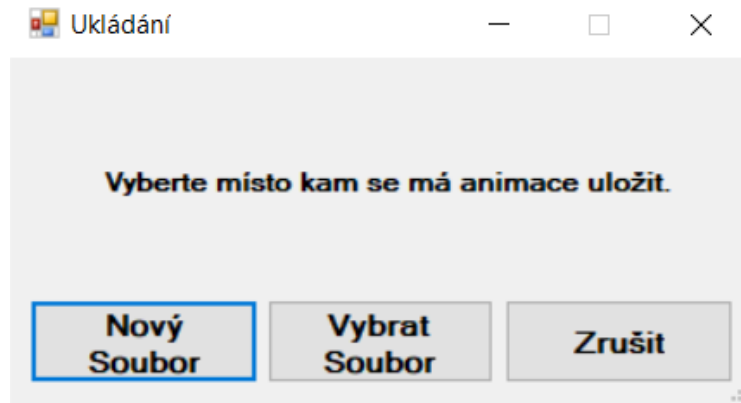 Ukládání
Vyberte místo kam se má animace uložit.
Nový
Soubor
Vybrat
Soubor
Zrušit